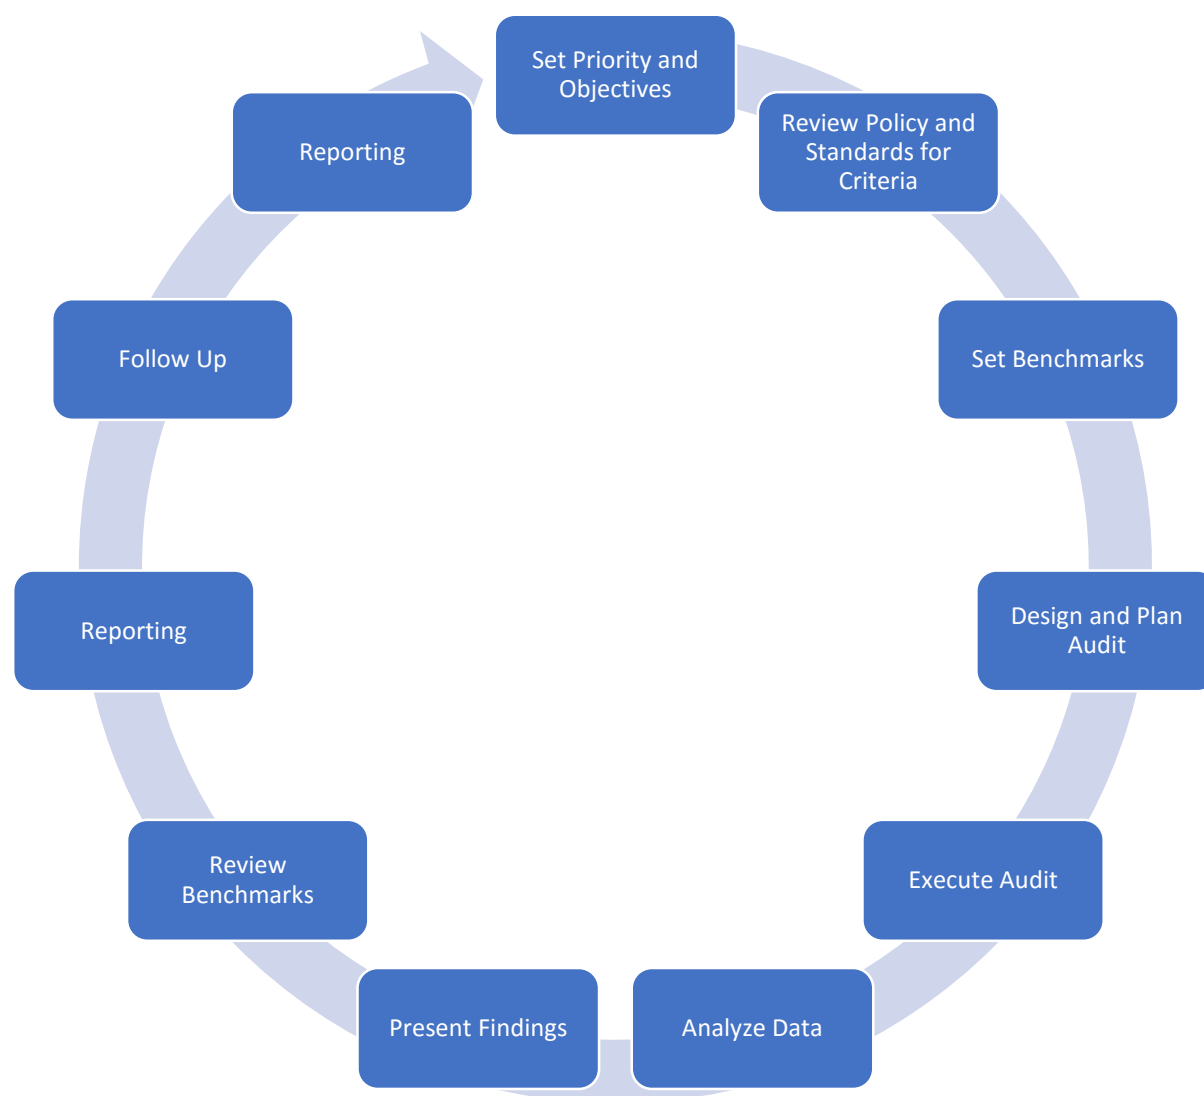 Set Priority and
Objectives
Review Policy and
Standards for
Criteria
Set Benchmarks
Design and Plan
Audit
Execute Audit
Analyze Data
Present Findings
Review
Benchmarks
Reporting
Follow Up
Reporting